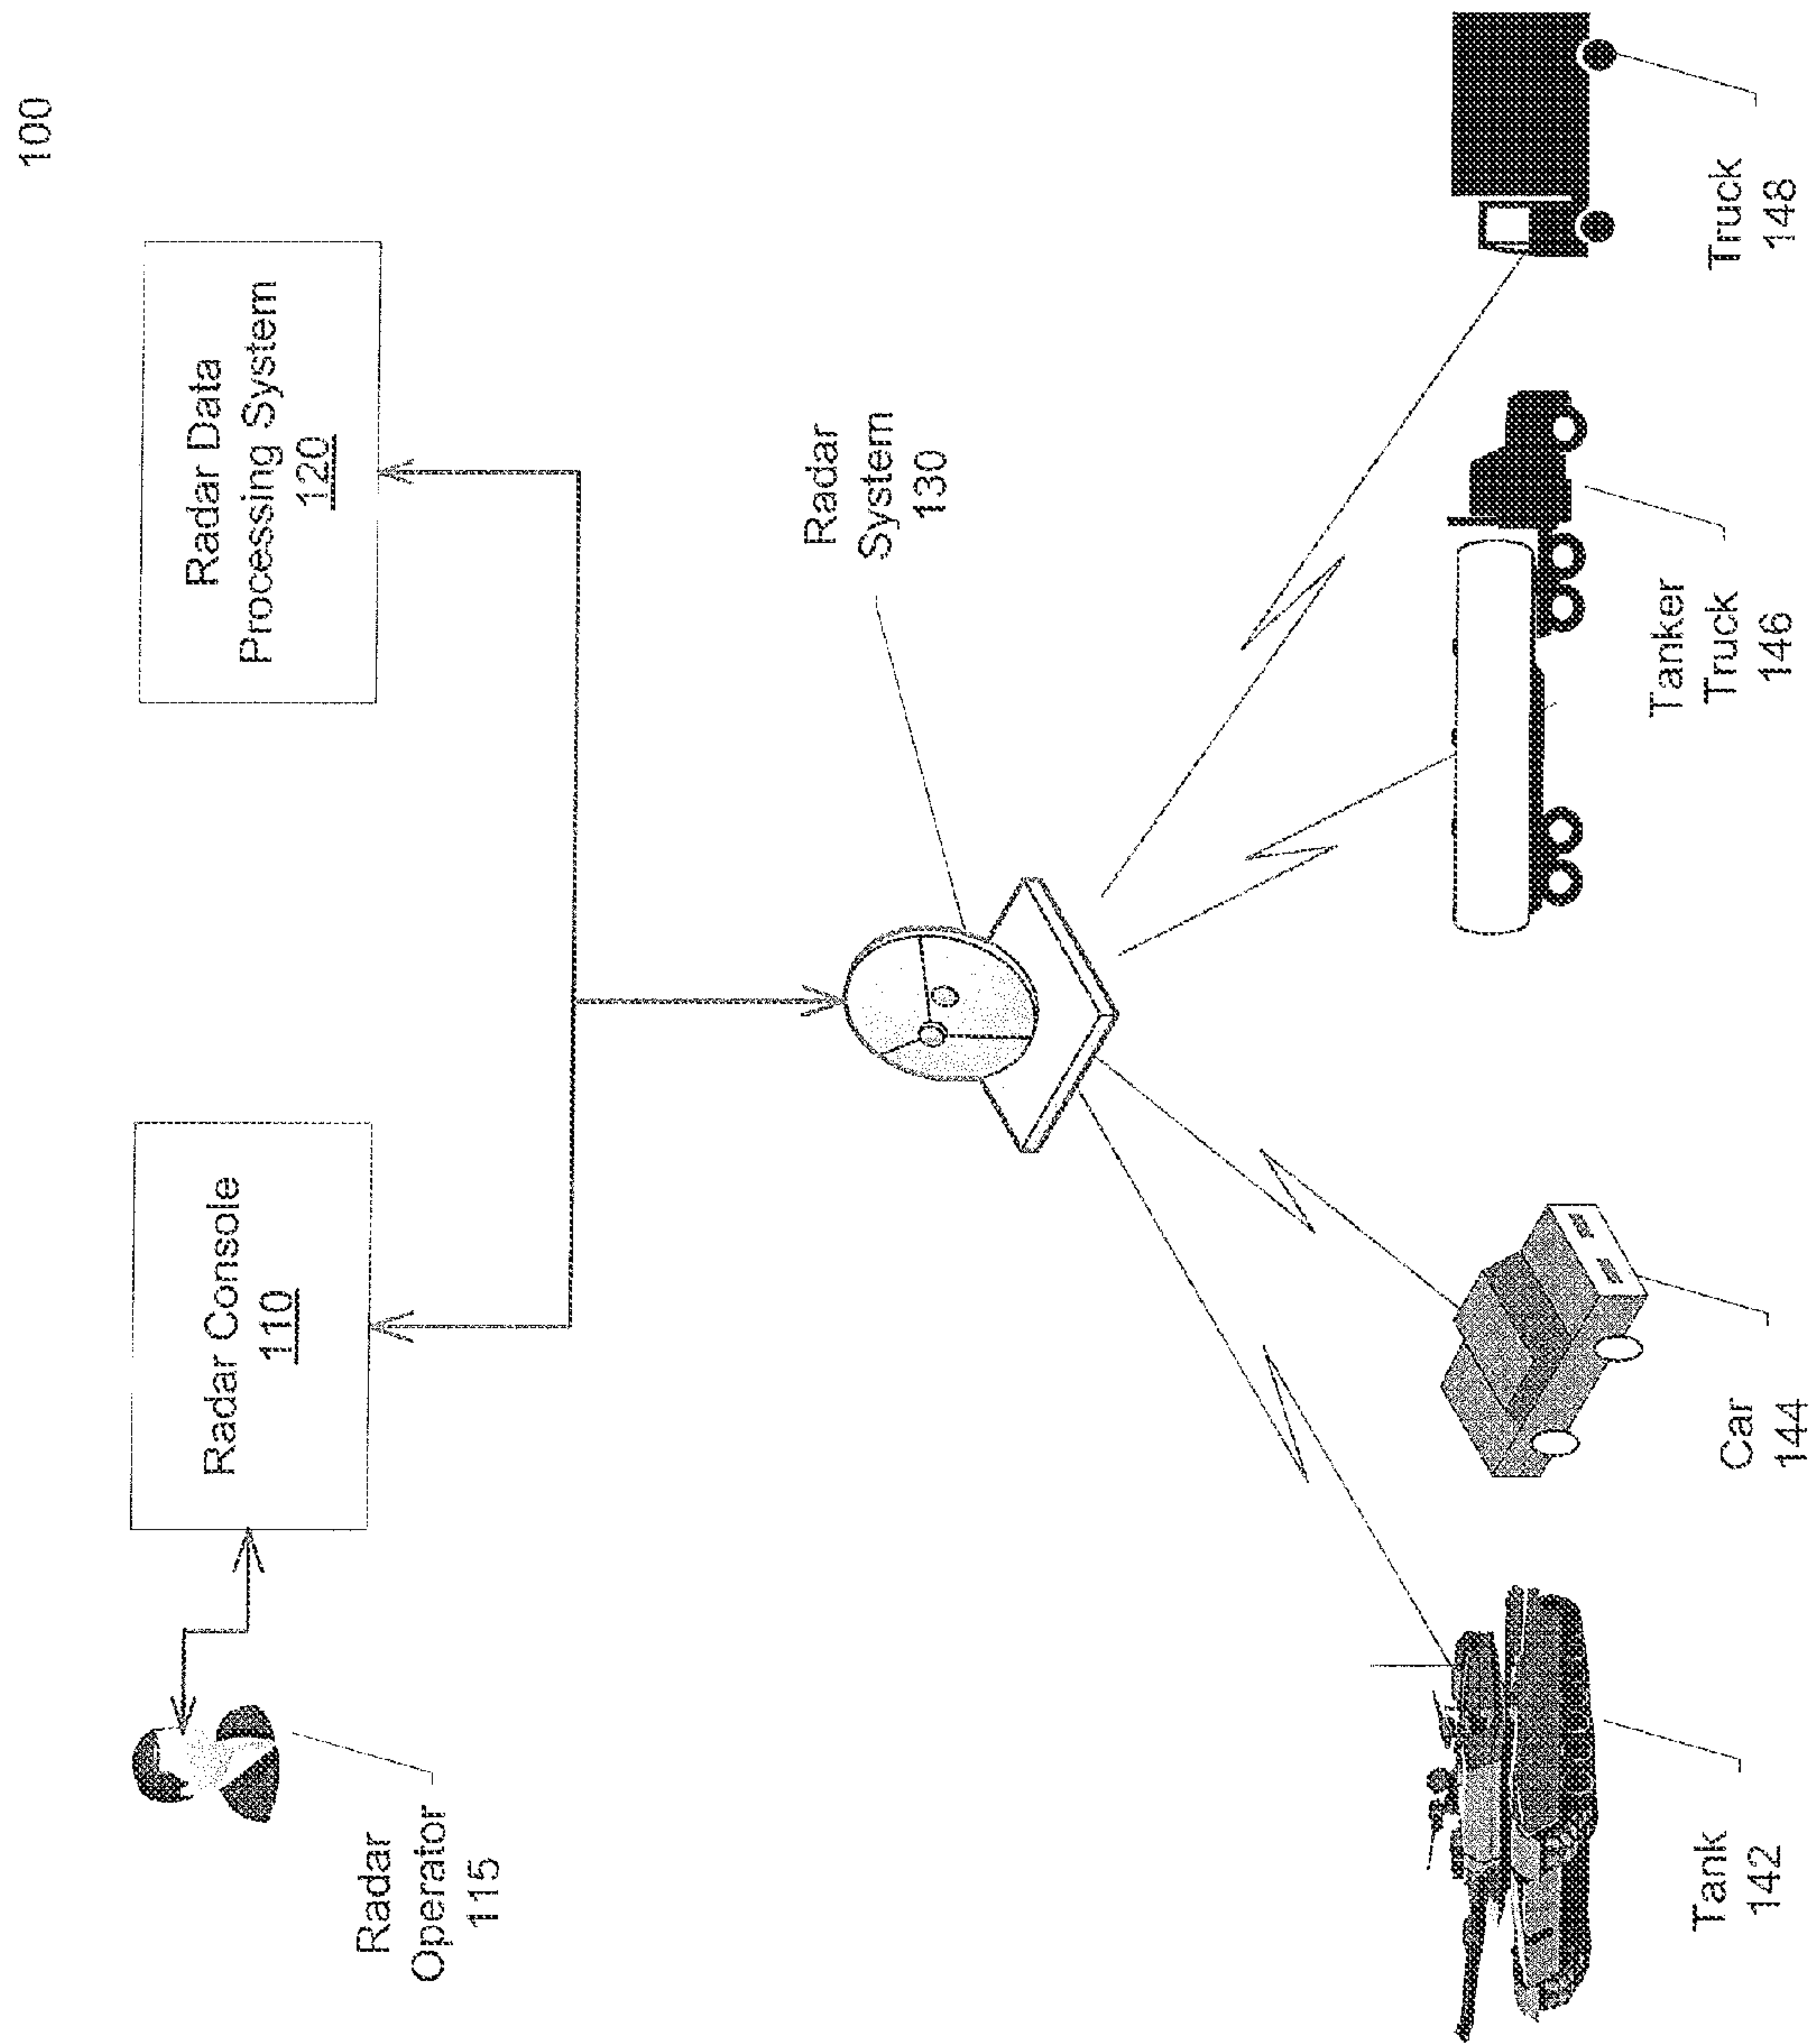 100
Radar
Operator
115
Radar Console
110
Radar Data
Processing System
120
Radar
System
130
Tank
142
Car
144
Tanker
Truck
146
Truck
148